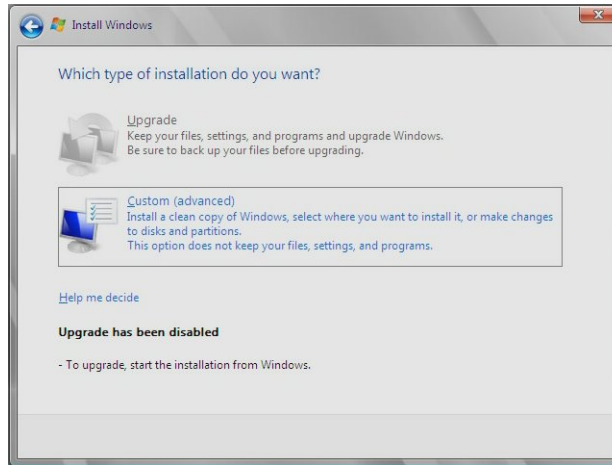 Install Windows
Which type of installation do you want?
Upgrade
Keep your files, settings, and programs and upgrade Windows.
Be sure to back up your files before upgrading.
Custom (advanced)
Install a clean copy of Windows, select where you want to install it, or make changes
to disks and partitions.
This option does not keep your files, settings, and programs.
Help me decide
Upgrade has been disabled
- To upgrade, start the installation from Windows.